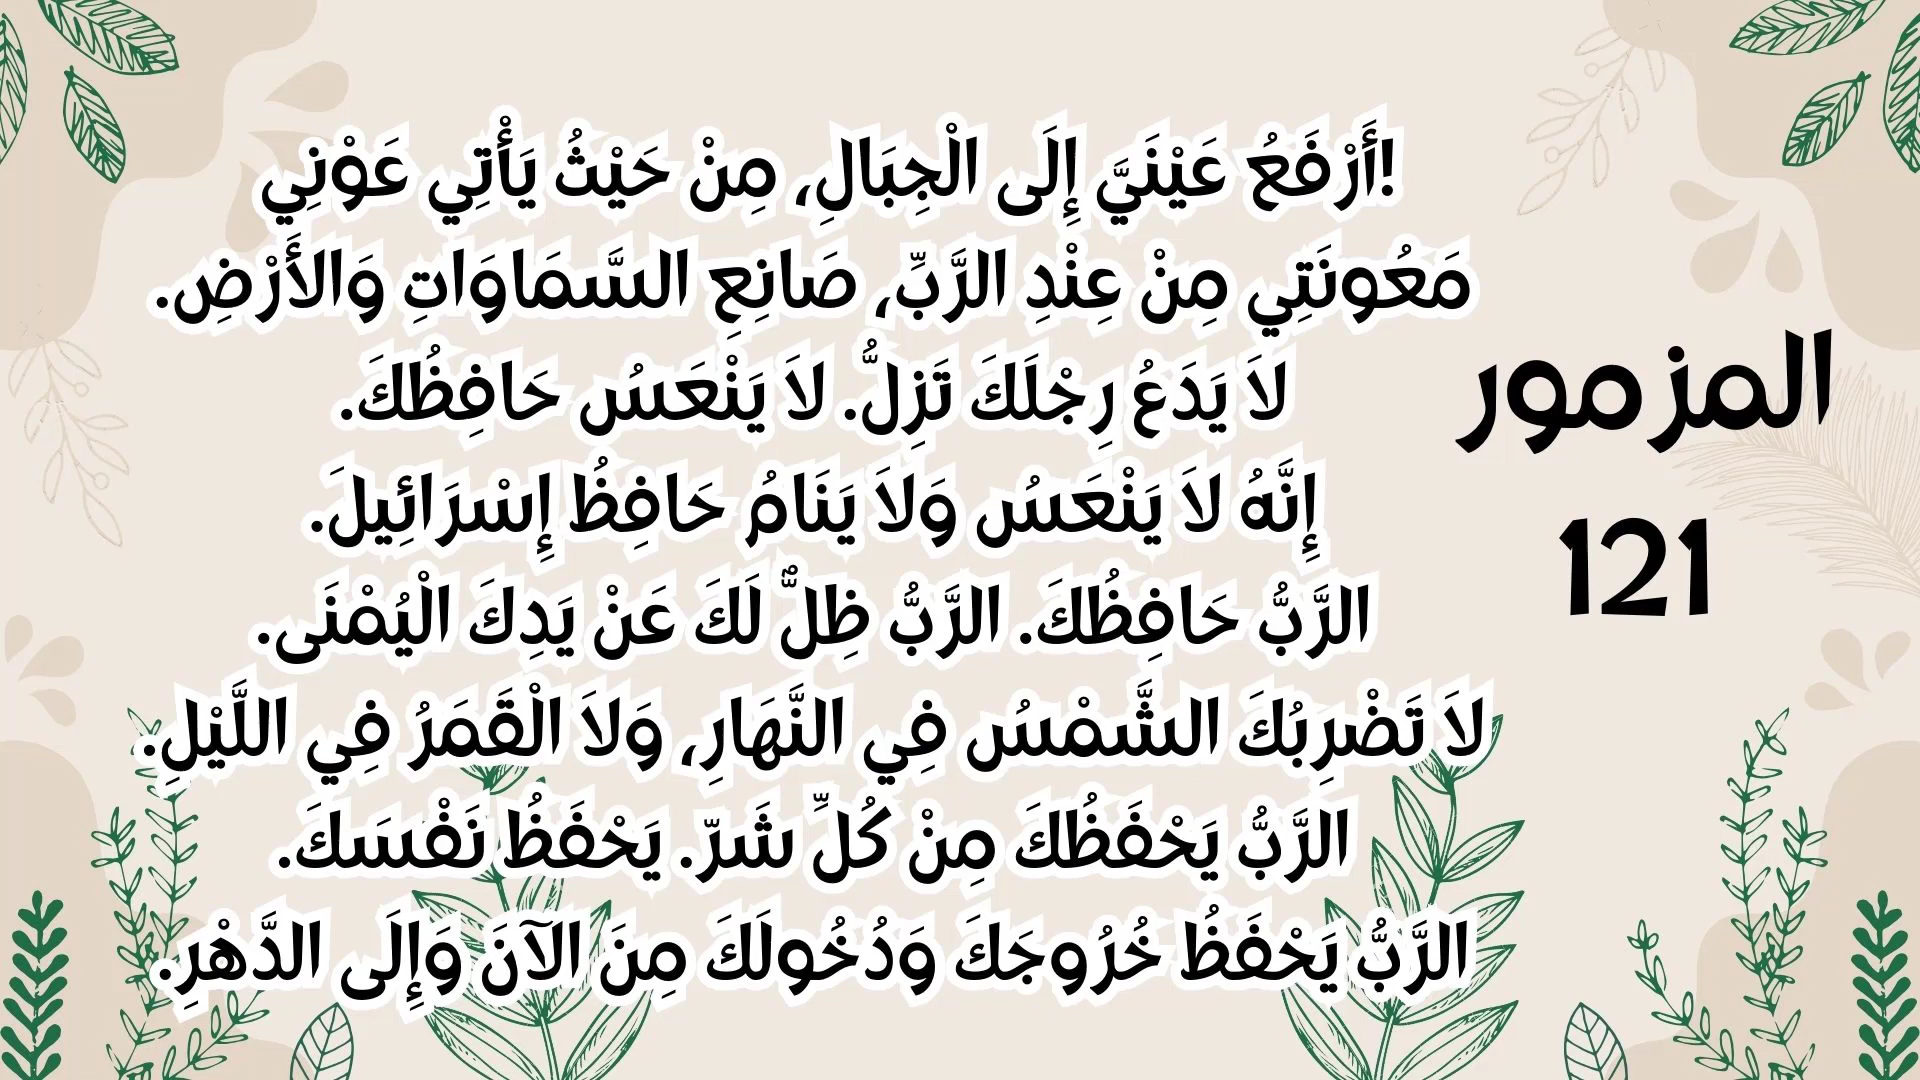 !أَرْفَعُ عَيْنَيَّ إِلَى الْجِبَالِ، مِنْ حَيْثُ يَأْتِي عَوْنِي
مَعُونَتِي مِنْ عِنْدِ الرَّبِّ، صَانِعِ السَّمَاوَاتِ وَالأَرْضِ.
لاَ يَدَعُ رِجْلَكَ تَزِلُّ. لاَ يَنْعَسُ حَافِظُكَ.
إِنَّهُ لاَ يَنْعَسُ وَلاَ يَنَامُ حَافِظُ إِسْرَائِيلَ.
الرَّبُّ حَافِظُكَ. الرَّبُّ ظِلٌّ لَكَ عَنْ يَدِكَ الْيُمْنَى.
لاَ تَضْرِبُكَ الشَّمْسُ فِي النَّهَارِ، وَلاَ الْقَمَرُ فِي اللَّيْلِ.
الرَّبُّ يَحْفَظُكَ مِنْ كُلِّ شَرّ. يَحْفَظُ نَفْسَكَ.
الرَّبُّ يَحْفَظُ خُرُوجَكَ وَدُخُولَكَ مِنَ الآنَ وَإِلَى الدَّهْرِ.
المزمور
121